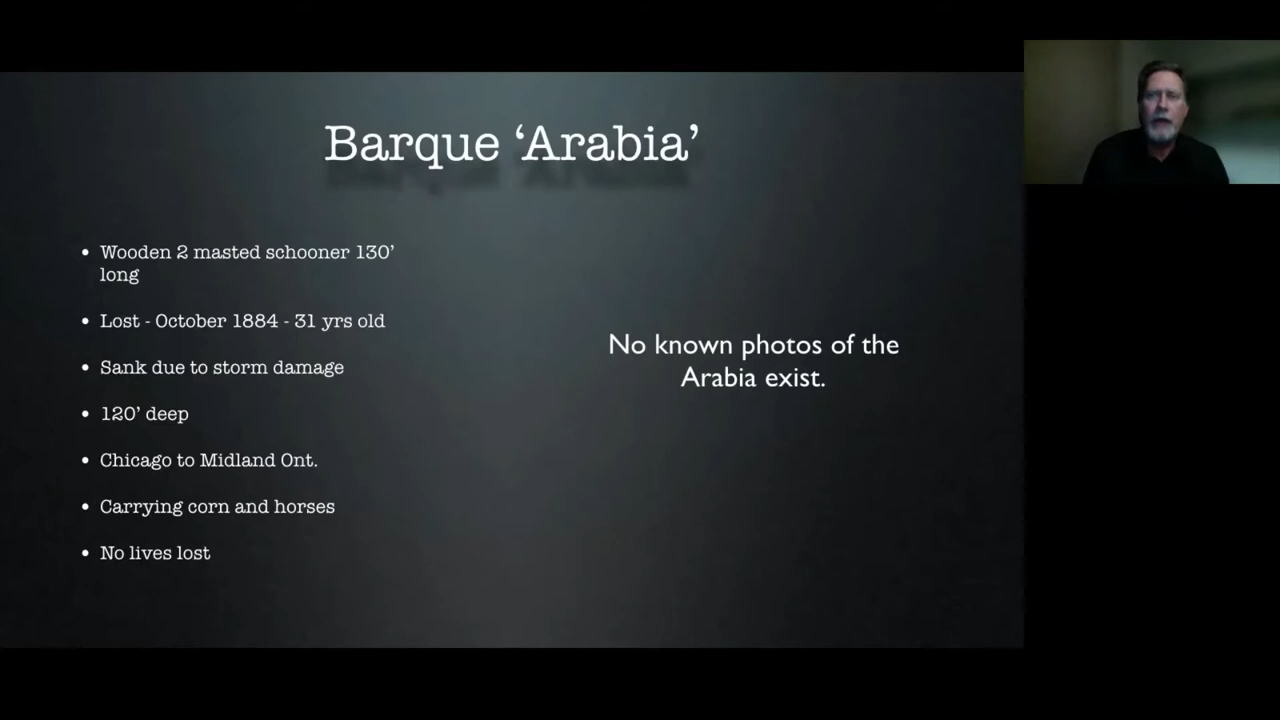 Barque ‘Arabia’
• Wooden 2 masted schooner 130’
long
• Lost - October 1884 - 31 yrs old
• Sank due to storm damage
• 120’ deep
• Chicago to Midland Ont.
• Carrying corn and horses
• No lives lost
No known photos of the
Arabia exist.